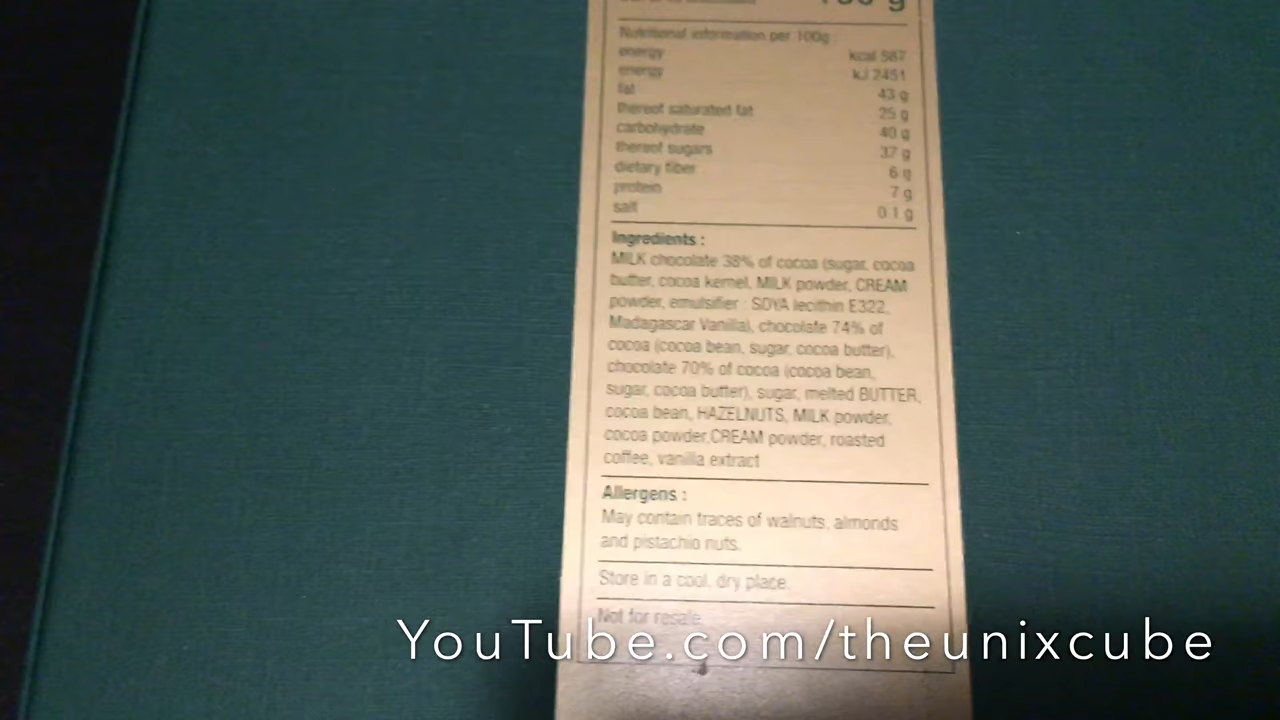 Nutritional information per 100g
energy kcal 587
energy kJ 2451
fat 43 g
thereof saturated fat 25 g
carbohydrate 40 g
thereof sugars 37 g
dietary fiber 6 g
protein 7 g
salt 0.1 g
Ingredients :
MILK chocolate 38% of cocoa (sugar, cocoa
butter, cocoa kernel, MILK powder, CREAM
powder, emulsifier : SOYA lecithin E322,
Madagascar Vanilla), chocolate 74% of
cocoa (cocoa bean, sugar, cocoa butter),
chocolate 70% of cocoa (cocoa bean,
sugar, cocoa butter), sugar, melted BUTTER,
cocoa bean, HAZELNUTS, MILK powder,
cocoa powder,CREAM powder, roasted
coffee, vanilla extract
Allergens :
May contain traces of walnuts, almonds
and pistachio nuts.
Store in a cool, dry place.
Not for resale.
YouTube.com/theunixcube